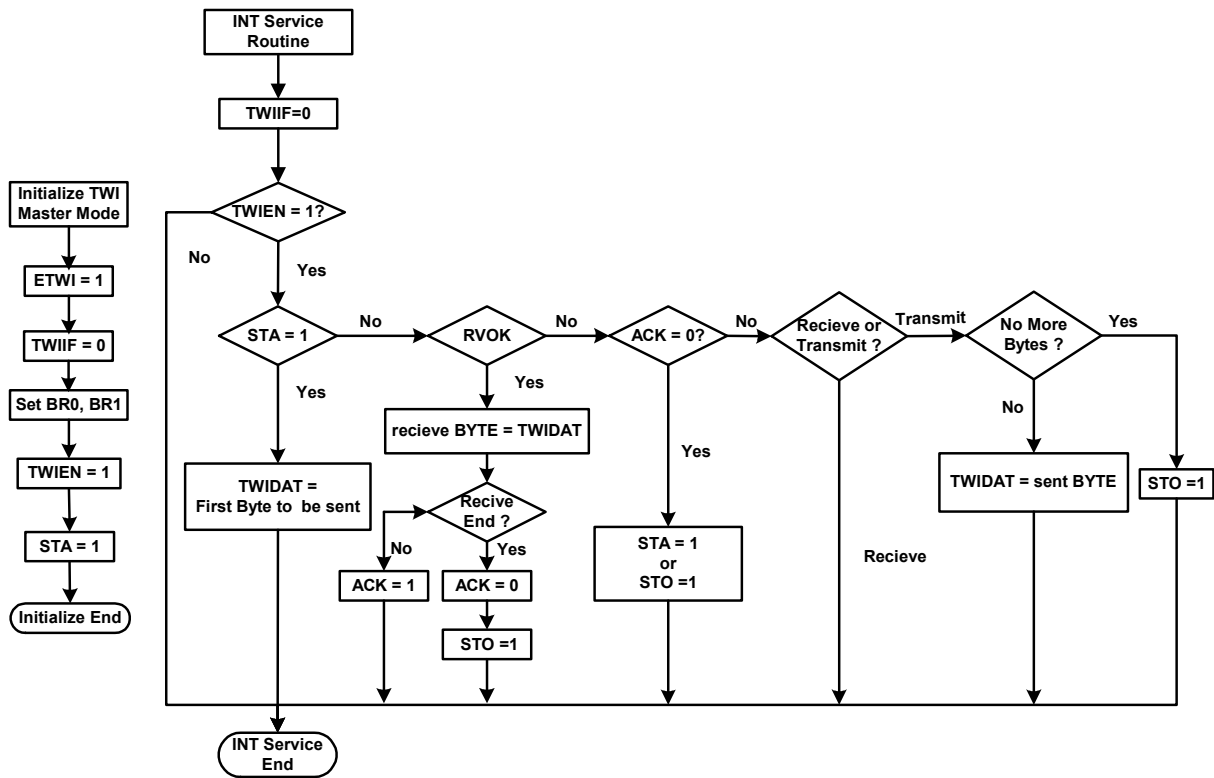 INT Service
Routine
TWIIF=0
Initialize TWI
Master Mode
ETWI = 1
TWIIF = 0
Set BR0, BR1
TWIEN = 1
STA = 1
Initialize End
TWIEN = 1?
No
Yes
STA = 1
No
Yes
TWIDAT =
First Byte to be sent
RVOK
No
Yes
recieve BYTE = TWIDAT
Recive
End ?
No
Yes
ACK = 1
ACK = 0
STO =1
ACK = 0?
No
Yes
STA = 1
or
STO =1
Recieve or
Transmit ?
Transmit
Recieve
No More
Bytes ?
Yes
No
TWIDAT = sent BYTE
STO =1
INT Service
End